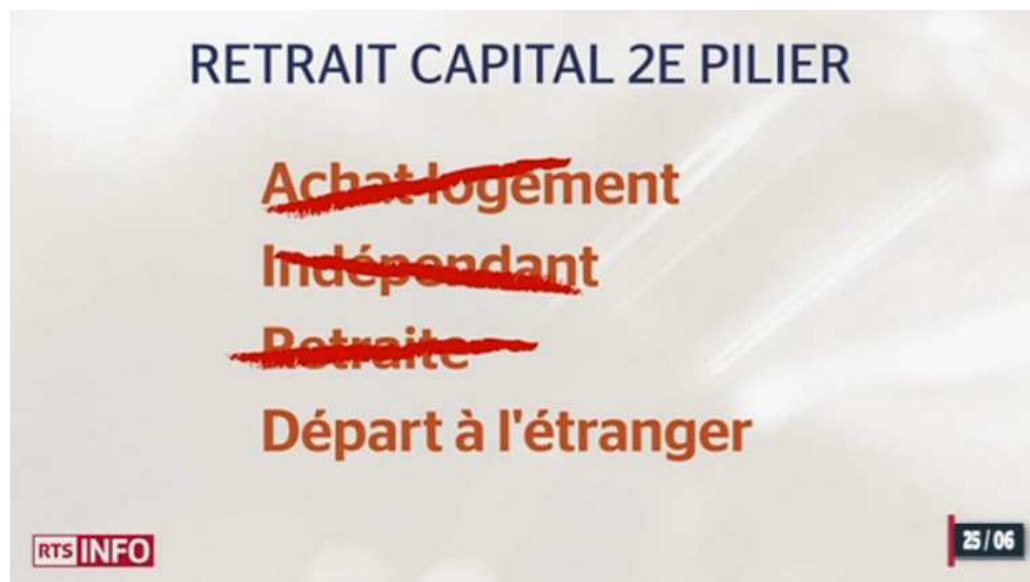 RETRAIT CAPITAL 2E PILIER
Achat logement
Indépendant
Retraite
Départ à l'étranger
RTS INFO
25/06